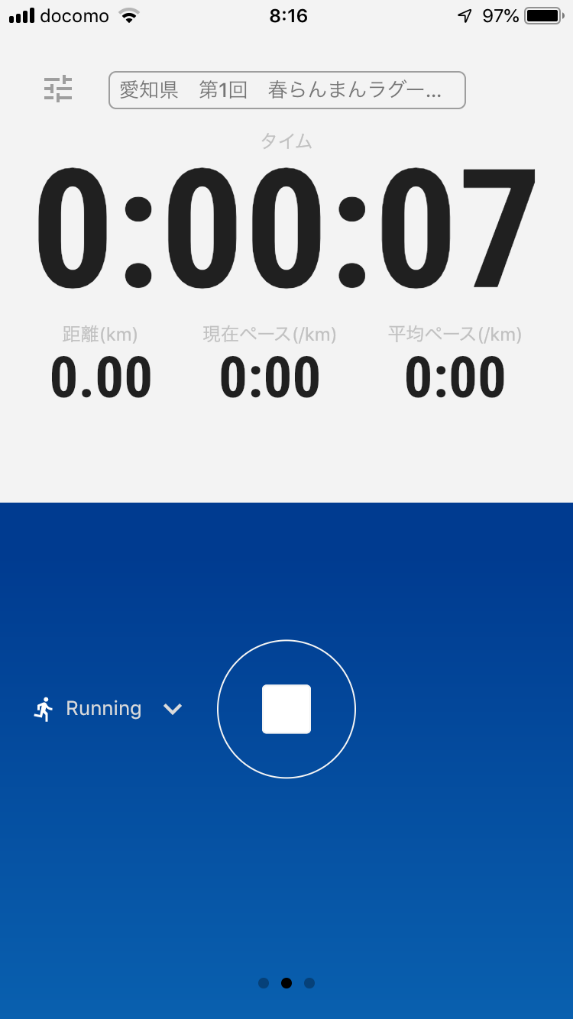 docomo 8:16 97%
愛知県　第1回　春らんまんラグー...
タイム
0:00:07
距離(km) 現在ペース(/km) 平均ペース(/km)
0.00 0:00 0:00
Running